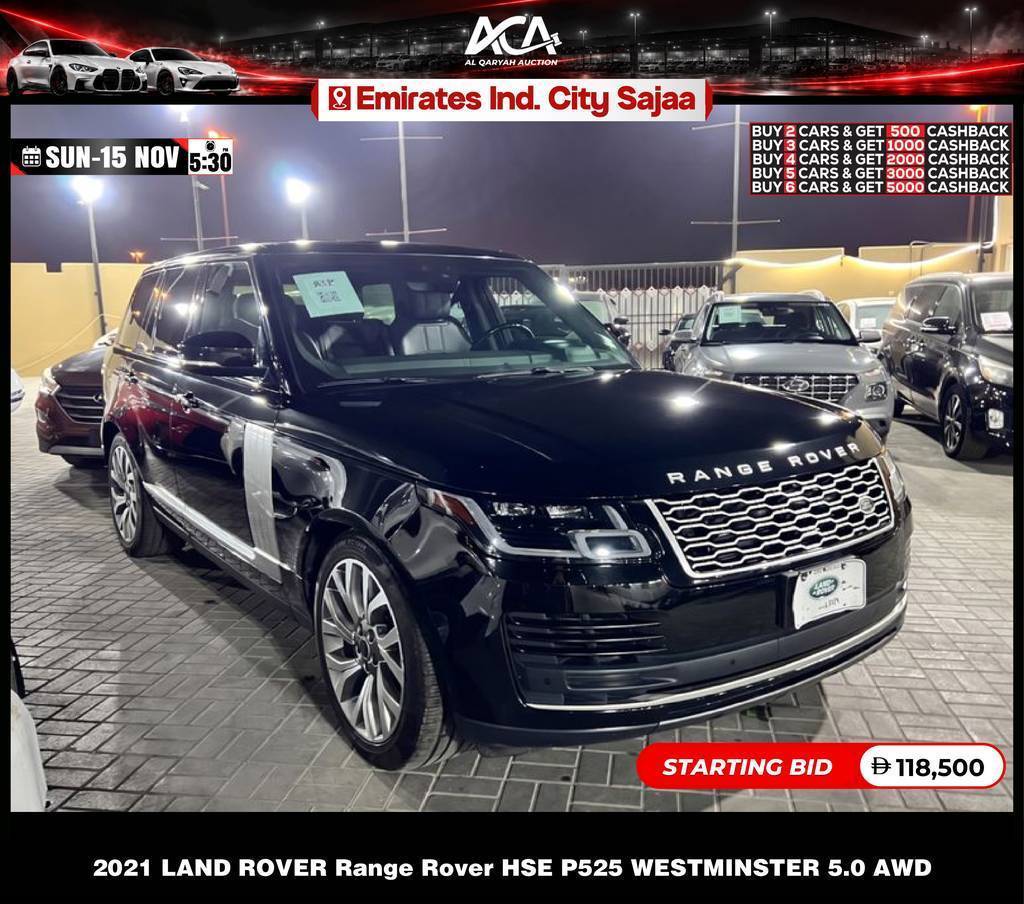 ACA
AL QARYAH AUCTION
Emirates Ind. City Sajaa
SUN-15 NOV 5:30 PM
BUY 2 CARS & GET 500 CASHBACK
BUY 3 CARS & GET 1000 CASHBACK
BUY 4 CARS & GET 2000 CASHBACK
BUY 5 CARS & GET 3000 CASHBACK
BUY 6 CARS & GET 5000 CASHBACK
RANGE ROVER
LAND ROVER
STARTING BID 118,500
2021 LAND ROVER Range Rover HSE P525 WESTMINSTER 5.0 AWD